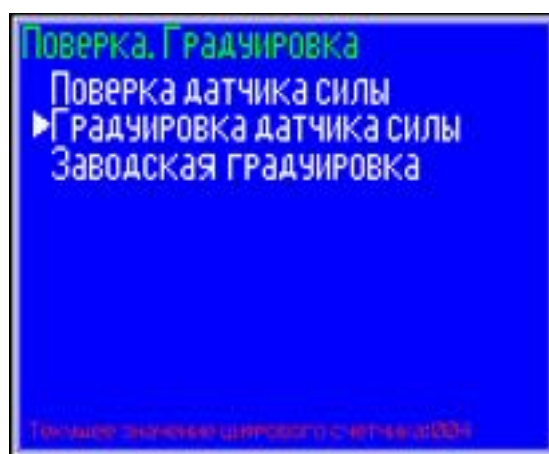 Поверка. Градуировка
Поверка датчика силы
Градуировка датчика силы
Заводская градуировка
Текущее значение цифрового счетчика:004